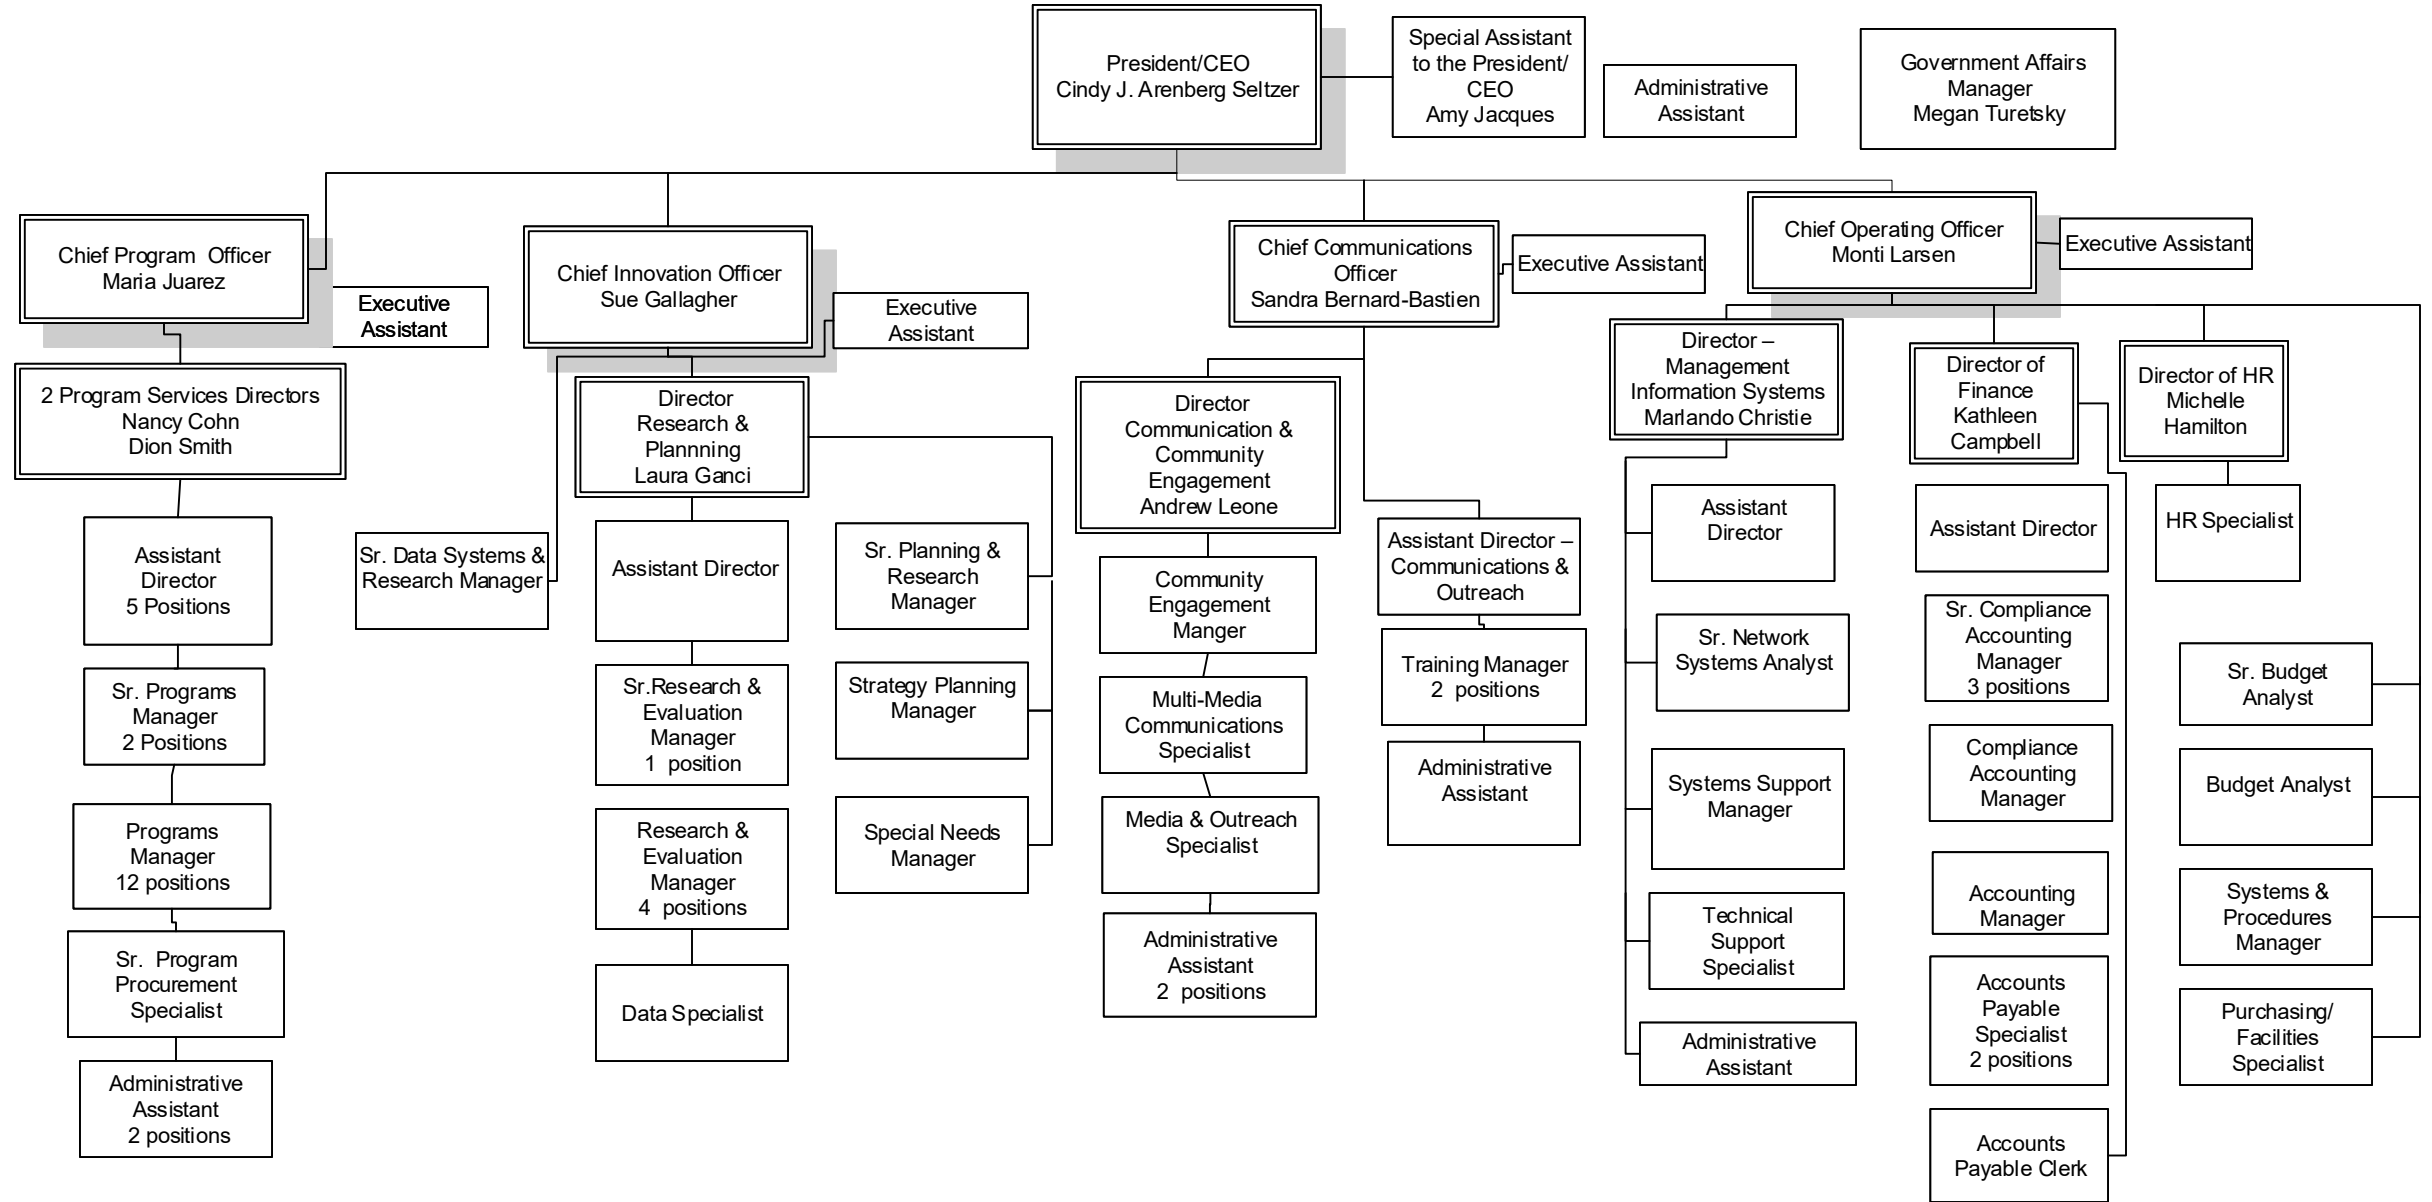 President/CEO
Cindy J. Arenberg Seltzer
Special Assistant
to the President/
CEO
Amy Jacques
Administrative
Assistant
Government Affairs
Manager
Megan Turetsky
Chief Program Officer
Maria Juarez
Executive
Assistant
Chief Innovation Officer
Sue Gallagher
Executive
Assistant
Chief Communications
Officer
Sandra Bernard-Bastien
Executive Assistant
Chief Operating Officer
Monti Larsen
Executive Assistant
2 Program Services Directors
Nancy Cohn
Dion Smith
Assistant
Director
5 Positions
Sr. Programs
Manager
2 Positions
Programs
Manager
12 positions
Sr. Program
Procurement
Specialist
Administrative
Assistant
2 positions
Sr. Data Systems &
Research Manager
Director
Research &
Plannning
Laura Ganci
Assistant Director
Sr.Research &
Evaluation
Manager
1 position
Research &
Evaluation
Manager
4 positions
Data Specialist
Sr. Planning &
Research
Manager
Strategy Planning
Manager
Special Needs
Manager
Director
Communication &
Community
Engagement
Andrew Leone
Community
Engagement
Manger
Multi-Media
Communications
Specialist
Media & Outreach
Specialist
Administrative
Assistant
2 positions
Assistant Director –
Communications &
Outreach
Training Manager
2 positions
Administrative
Assistant
Director –
Management
Information Systems
Marlando Christie
Assistant
Director
Sr. Network
Systems Analyst
Systems Support
Manager
Technical
Support
Specialist
Administrative
Assistant
Director of
Finance
Kathleen
Campbell
Assistant Director
Sr. Compliance
Accounting
Manager
3 positions
Compliance
Accounting
Manager
Accounting
Manager
Accounts
Payable
Specialist
2 positions
Accounts
Payable Clerk
Director of HR
Michelle
Hamilton
HR Specialist
Sr. Budget
Analyst
Budget Analyst
Systems &
Procedures
Manager
Purchasing/
Facilities
Specialist